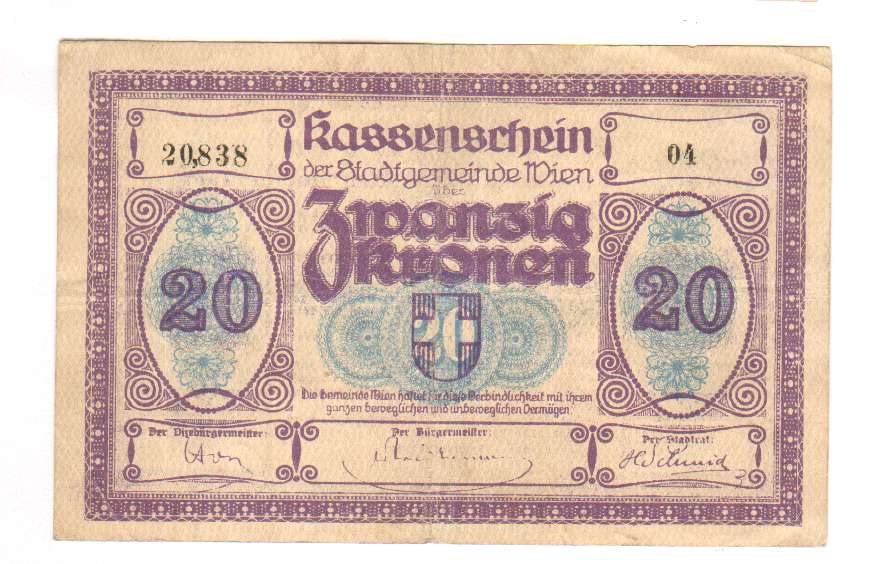 20,838
Kassenschein
04
der Stadtgemeinde Wien
über
Zwanzig
Kronen
20
20
20
Die Gemeinde Wien haftet für diese Verbindlichkeit mit ihrem
ganzen beweglichen und unbeweglichen Vermögen.
Der Vizebürgermeister:
Der Bürgermeister:
Der Stadtrat: